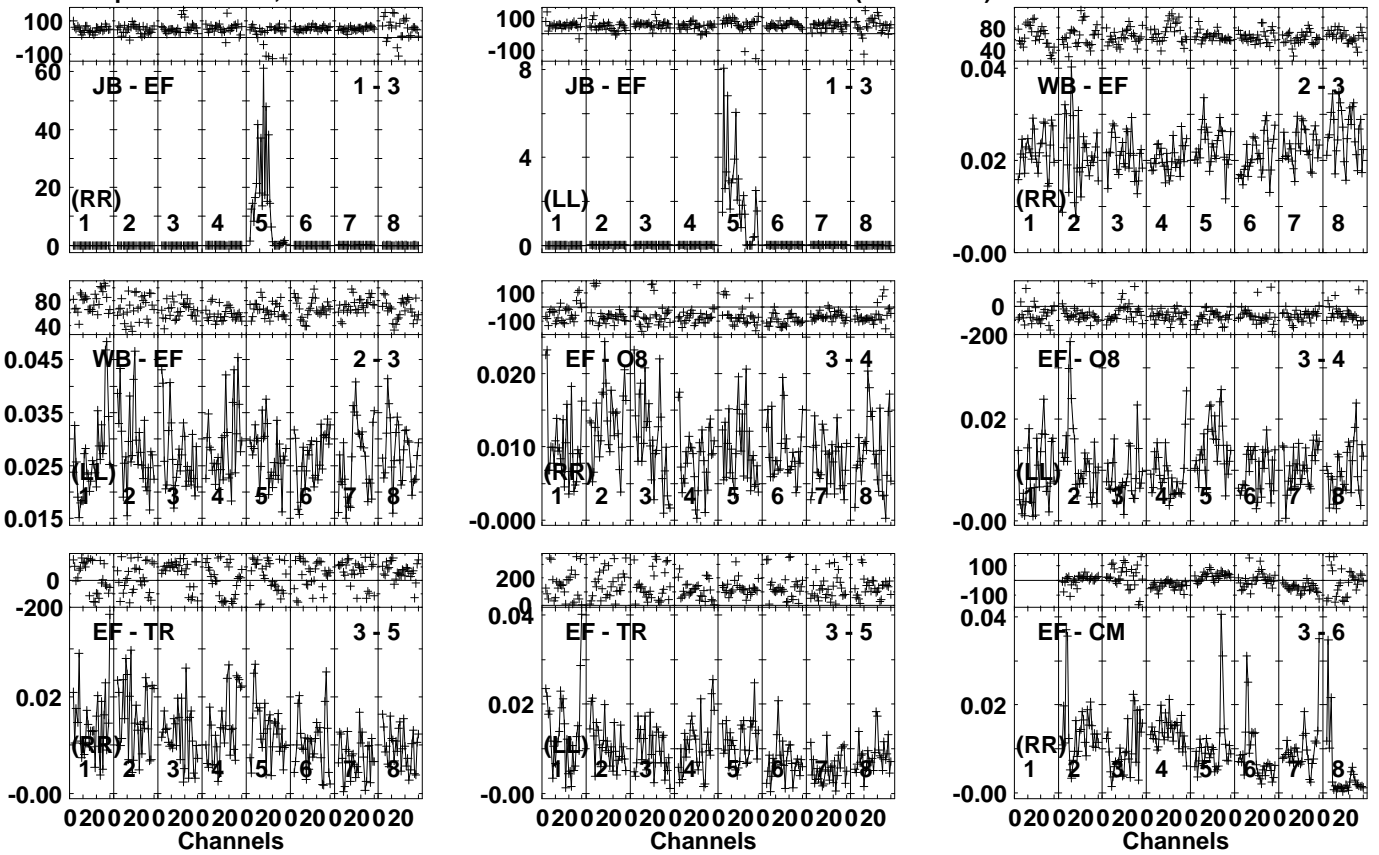 100
-100
60
JB - EF 1 - 3
40
20
(RR)
1 2 3 4 5 6 7 8
0
100
-100
8
JB - EF 1 - 3
4
(LL)
1 2 3 4 5 6 7 8
0
80
40
0.04
WB - EF 2 - 3
0.02
(RR)
1 2 3 4 5 6 7 8
-0.00
80
40
0.045
WB - EF 2 - 3
0.035
0.025
(LL)
1 2 3 4 5 6 7 8
0.015
100
-100
EF - O8 3 - 4
0.020
0.010
(RR)
1 2 3 4 5 6 7 8
-0.000
0
-200
EF - O8 3 - 4
0.02
(LL)
1 2 3 4 5 6 7 8
-0.00
0
-200
EF - TR 3 - 5
0.02
(RR)
1 2 3 4 5 6 7 8
-0.00
0 20 0 20 0 20 0 20 0 20 0 20 0 20 0 20
Channels
200
0
0.04
EF - TR 3 - 5
0.02
(LL)
1 2 3 4 5 6 7 8
-0.00
0 20 0 20 0 20 0 20 0 20 0 20 0 20 0 20
Channels
100
-100
0.04
EF - CM 3 - 6
0.02
(RR)
1 2 3 4 5 6 7 8
-0.00
0 20 0 20 0 20 0 20 0 20 0 20 0 20 0 20
Channels